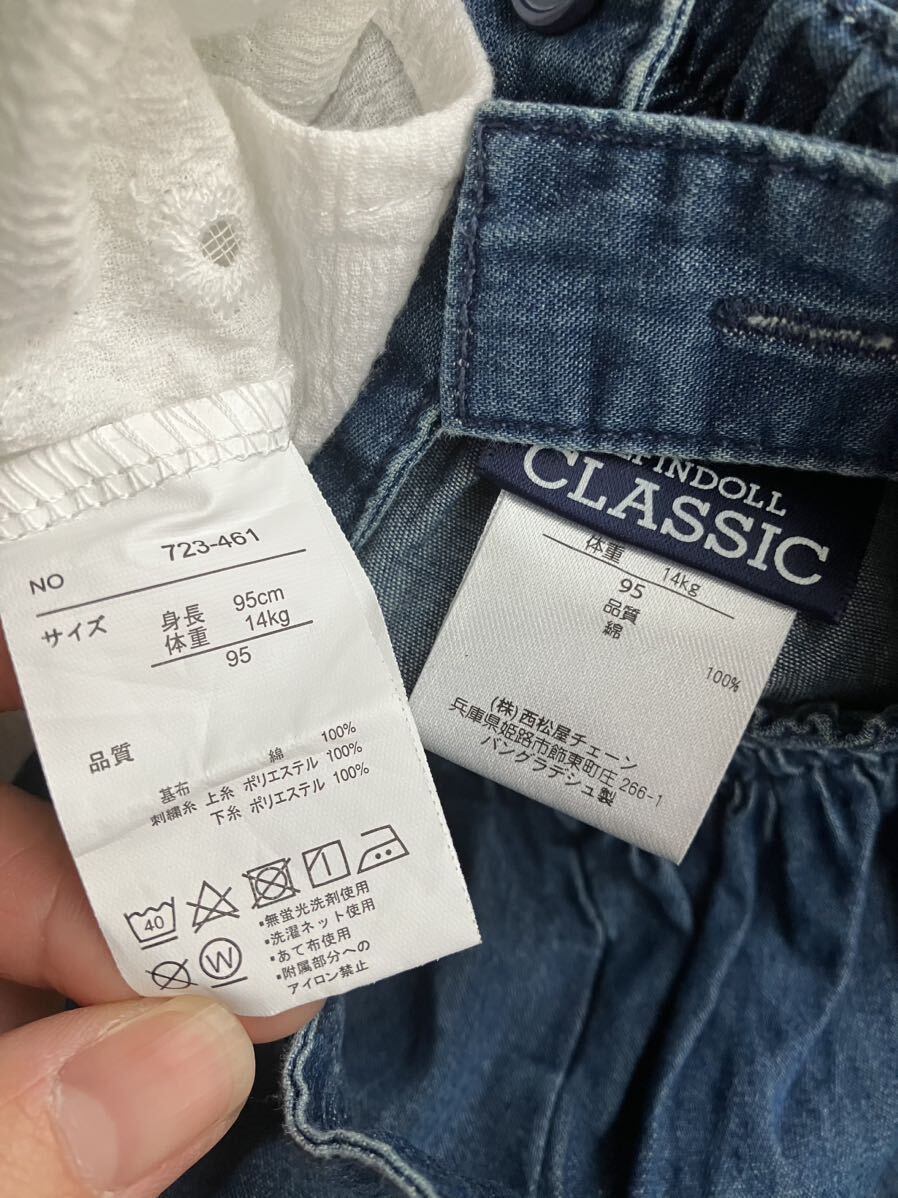 NO 723-461
サイズ 身長 95cm
体重 14kg
95
品質
綿 100%
基布
刺繍糸 上糸 ポリエステル 100%
下糸 ポリエステル 100%
40
W
•無蛍光洗剤使用
•洗濯ネット使用
•あて布使用
•附属部分への
アイロン禁止
FINDOLL
CLASSIC
体重 14kg
95
品質
綿
100%
(株)西松屋チェーン
兵庫県姫路市飾東町庄 266-1
バングラデシュ製